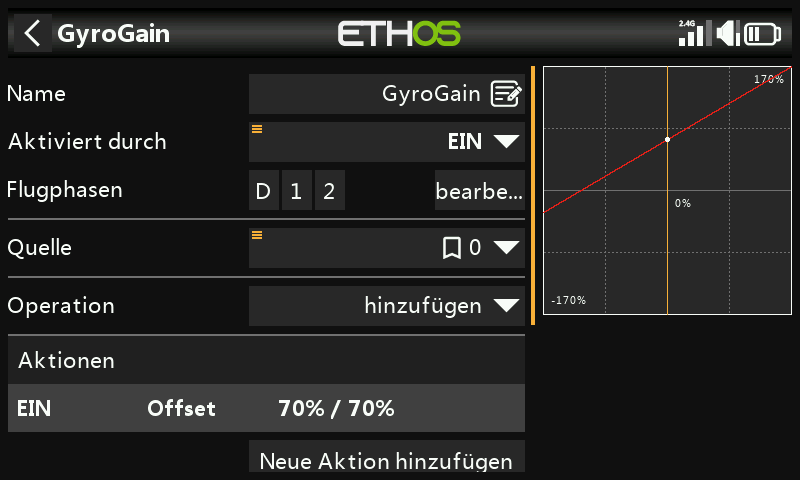 GyroGain ETHOS 2.4G
Name GyroGain
Aktiviert durch EIN
Flugphasen D 1 2 bearbe...
Quelle 0
Operation hinzufügen
Aktionen
EIN Offset 70% / 70%
Neue Aktion hinzufügen
170%
0%
-170%